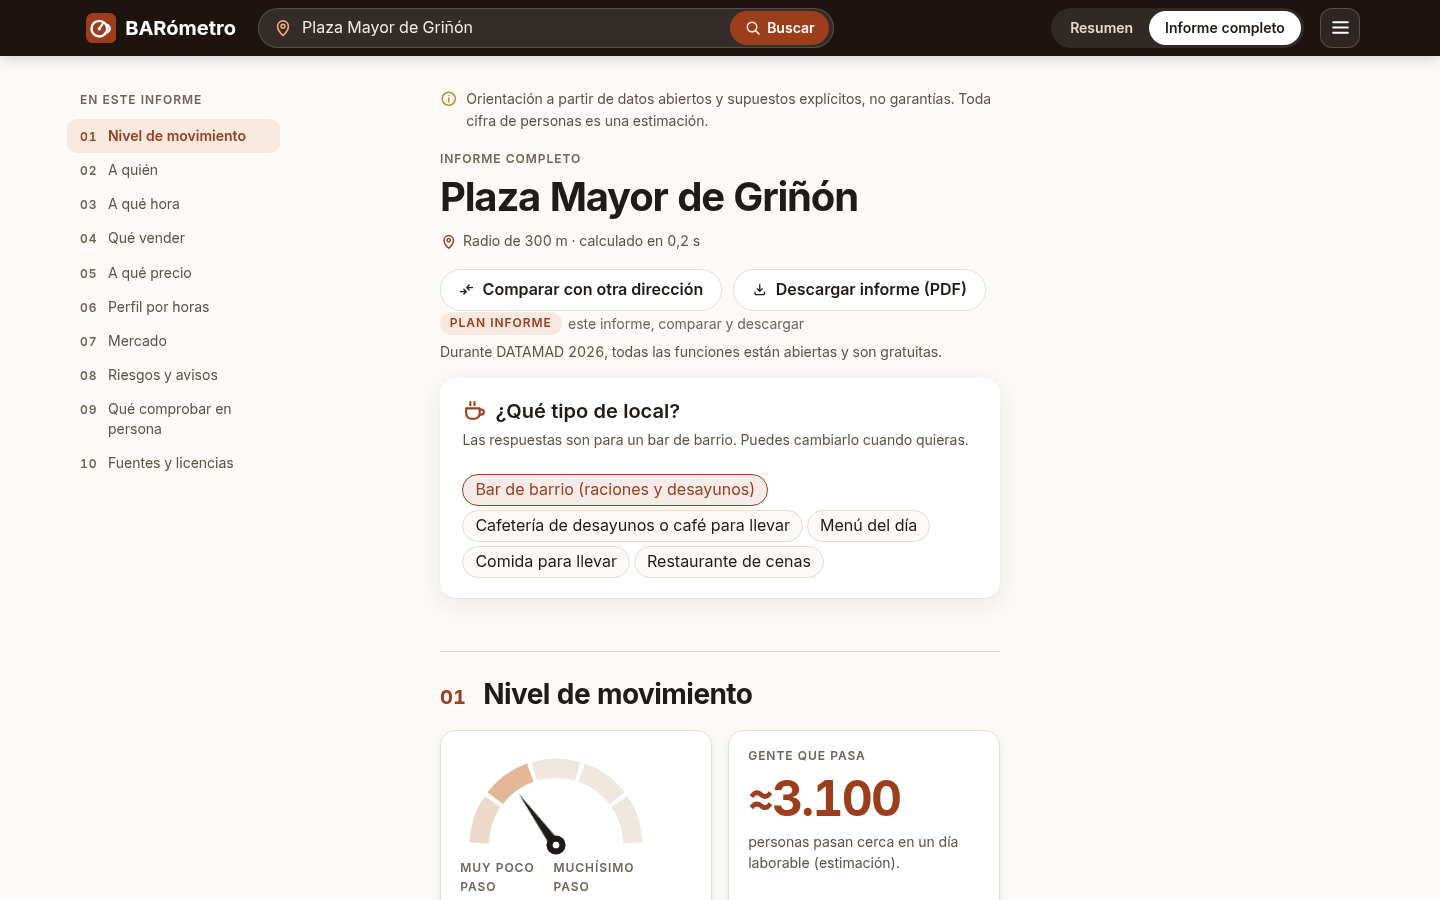 BARómetro
Plaza Mayor de Griñón
Buscar
Resumen
Informe completo
EN ESTE INFORME
01 Nivel de movimiento
02 A quién
03 A qué hora
04 Qué vender
05 A qué precio
06 Perfil por horas
07 Mercado
08 Riesgos y avisos
09 Qué comprobar en
persona
10 Fuentes y licencias
Orientación a partir de datos abiertos y supuestos explícitos, no garantías. Toda
cifra de personas es una estimación.
INFORME COMPLETO
Plaza Mayor de Griñón
Radio de 300 m · calculado en 0,2 s
Comparar con otra dirección
Descargar informe (PDF)
PLAN INFORME este informe, comparar y descargar
Durante DATAMAD 2026, todas las funciones están abiertas y son gratuitas.
¿Qué tipo de local?
Las respuestas son para un bar de barrio. Puedes cambiarlo cuando quieras.
Bar de barrio (raciones y desayunos)
Cafetería de desayunos o café para llevar
Menú del día
Comida para llevar
Restaurante de cenas
01 Nivel de movimiento
MUY POCO
PASO
MUCHÍSIMO
PASO
GENTE QUE PASA
≈3.100
personas pasan cerca en un día
laborable (estimación).